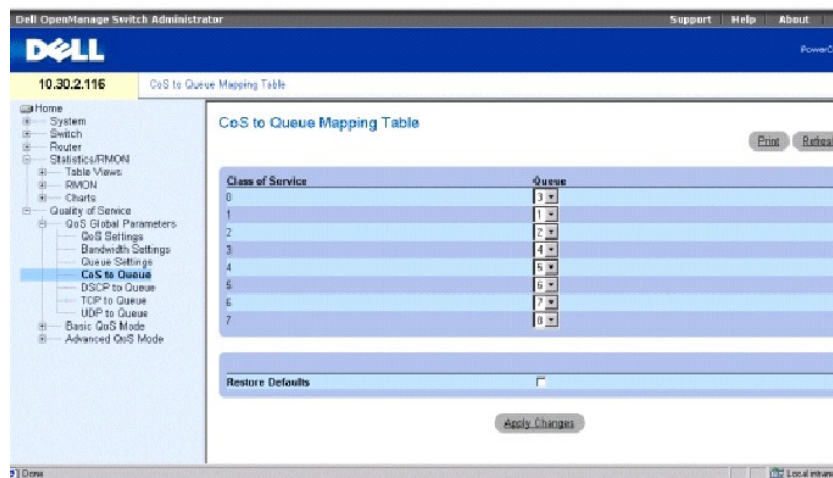 Dell OpenManage Switch Administrator
Support Help About
DELL
10.30.2.116
CoS to Queue Mapping Table
Home
System
Switch
Router
Statistics/RMON
Table Views
RMON
Charts
Quality of Service
QoS Global Parameters
QoS Settings
Bandwidth Settings
Queue Settings
CoS to Queue
DSCP to Queue
TCP to Queue
UDP to Queue
Basic QoS Mode
Advanced QoS Mode
CoS to Queue Mapping Table
Print
Class of Service Queue
0 3
1 1
2 2
3 4
4 5
5 6
6 7
7 8
Restore Defaults
Apply Changes
Done
Local